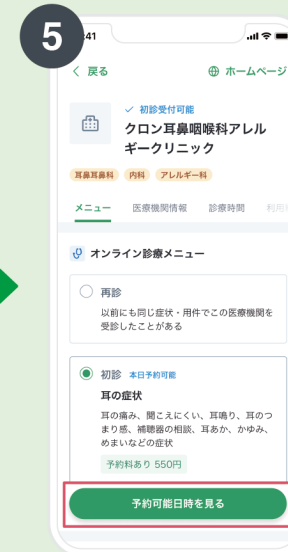 5
:41
戻る
ホームページ
初診受付可能
クロン耳鼻咽喉科アレル
ギークリニック
耳鼻耳鼻科 内科 アレルギー科
メニュー 医療機関情報 診療時間 利用
オンライン診療メニュー
再診
以前にも同じ症状・用件でこの医療機関を
受診したことがある
初診 本日予約可能
耳の症状
耳の痛み、聞こえにくい、耳鳴り、耳のつ
まり感、補聴器の相談、耳あか、かゆみ、
めまいなどの症状
予約料あり 550円
予約可能日時を見る